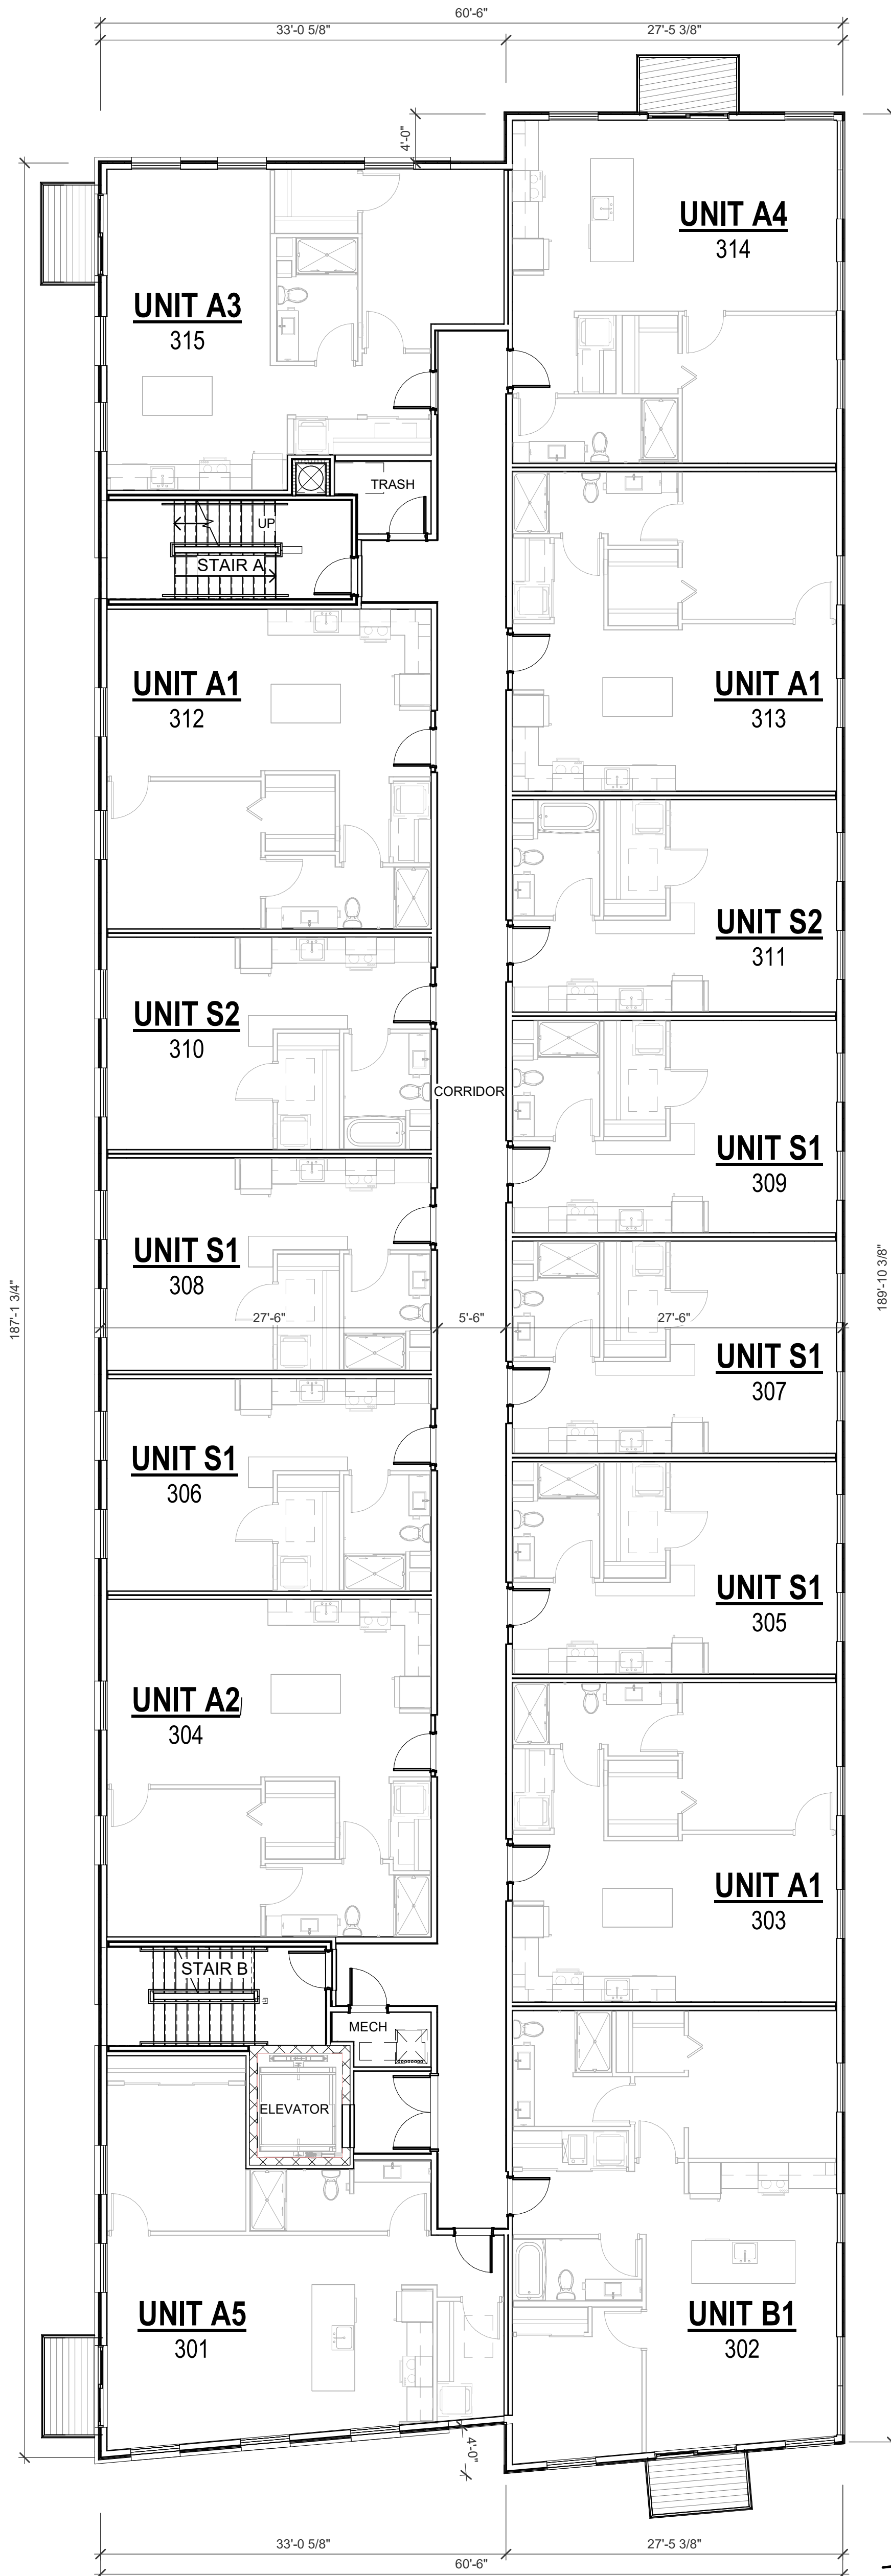 60'-6"
33'-0 5/8"
27'-5 3/8"
4'-0"
UNIT A4
314
UNIT A3
315
TRASH
UP
STAIR A
UNIT A1
312
UNIT A1
313
UNIT S2
311
UNIT S2
310
CORRIDOR
UNIT S1
309
UNIT S1
308
187'-1 3/4"
189'-10 3/8"
27'-6"
5'-6"
27'-6"
UNIT S1
307
UNIT S1
306
UNIT S1
305
UNIT A2
304
UNIT A1
303
STAIR B
MECH
ELEVATOR
UNIT A5
301
UNIT B1
302
4'-0"
33'-0 5/8"
27'-5 3/8"
60'-6"